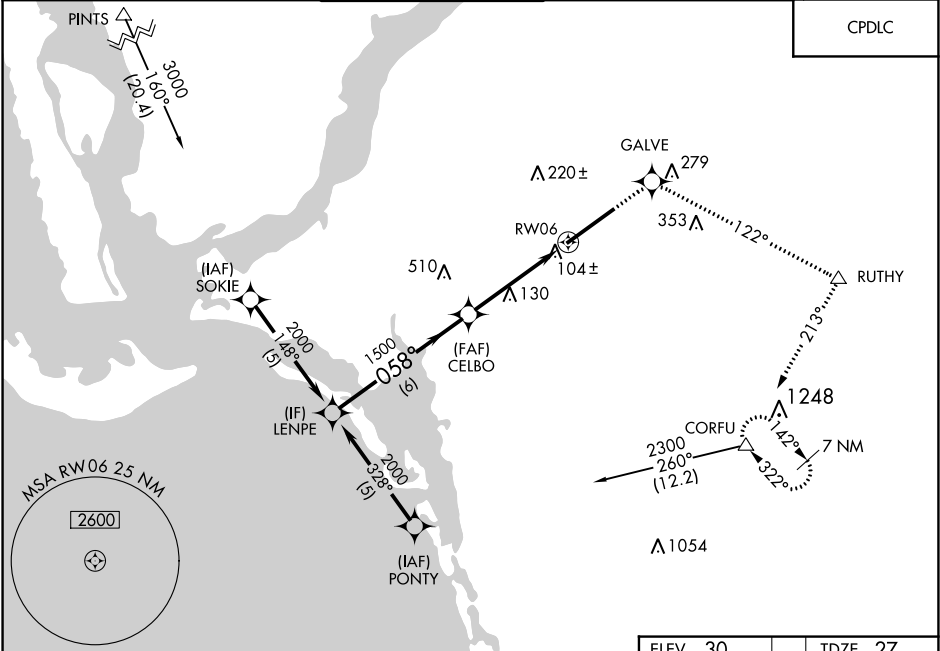 PINTS
CPDLC
3000
160°
(20.4)
GALVE
279
220±
353
122°
RW06
104±
RUTHY
510
(IAF)
SOKIE
130
213°
2000
148°
(5)
(FAF)
CELBO
1500
058°
(6)
(IF)
LENPE
1248
CORFU
142°
7 NM
322°
2300
260°
(12.2)
2000
328°
(5)
MSA RW06 25 NM
2600
(IAF)
PONTY
1054
ELEV 30
TDZE 27